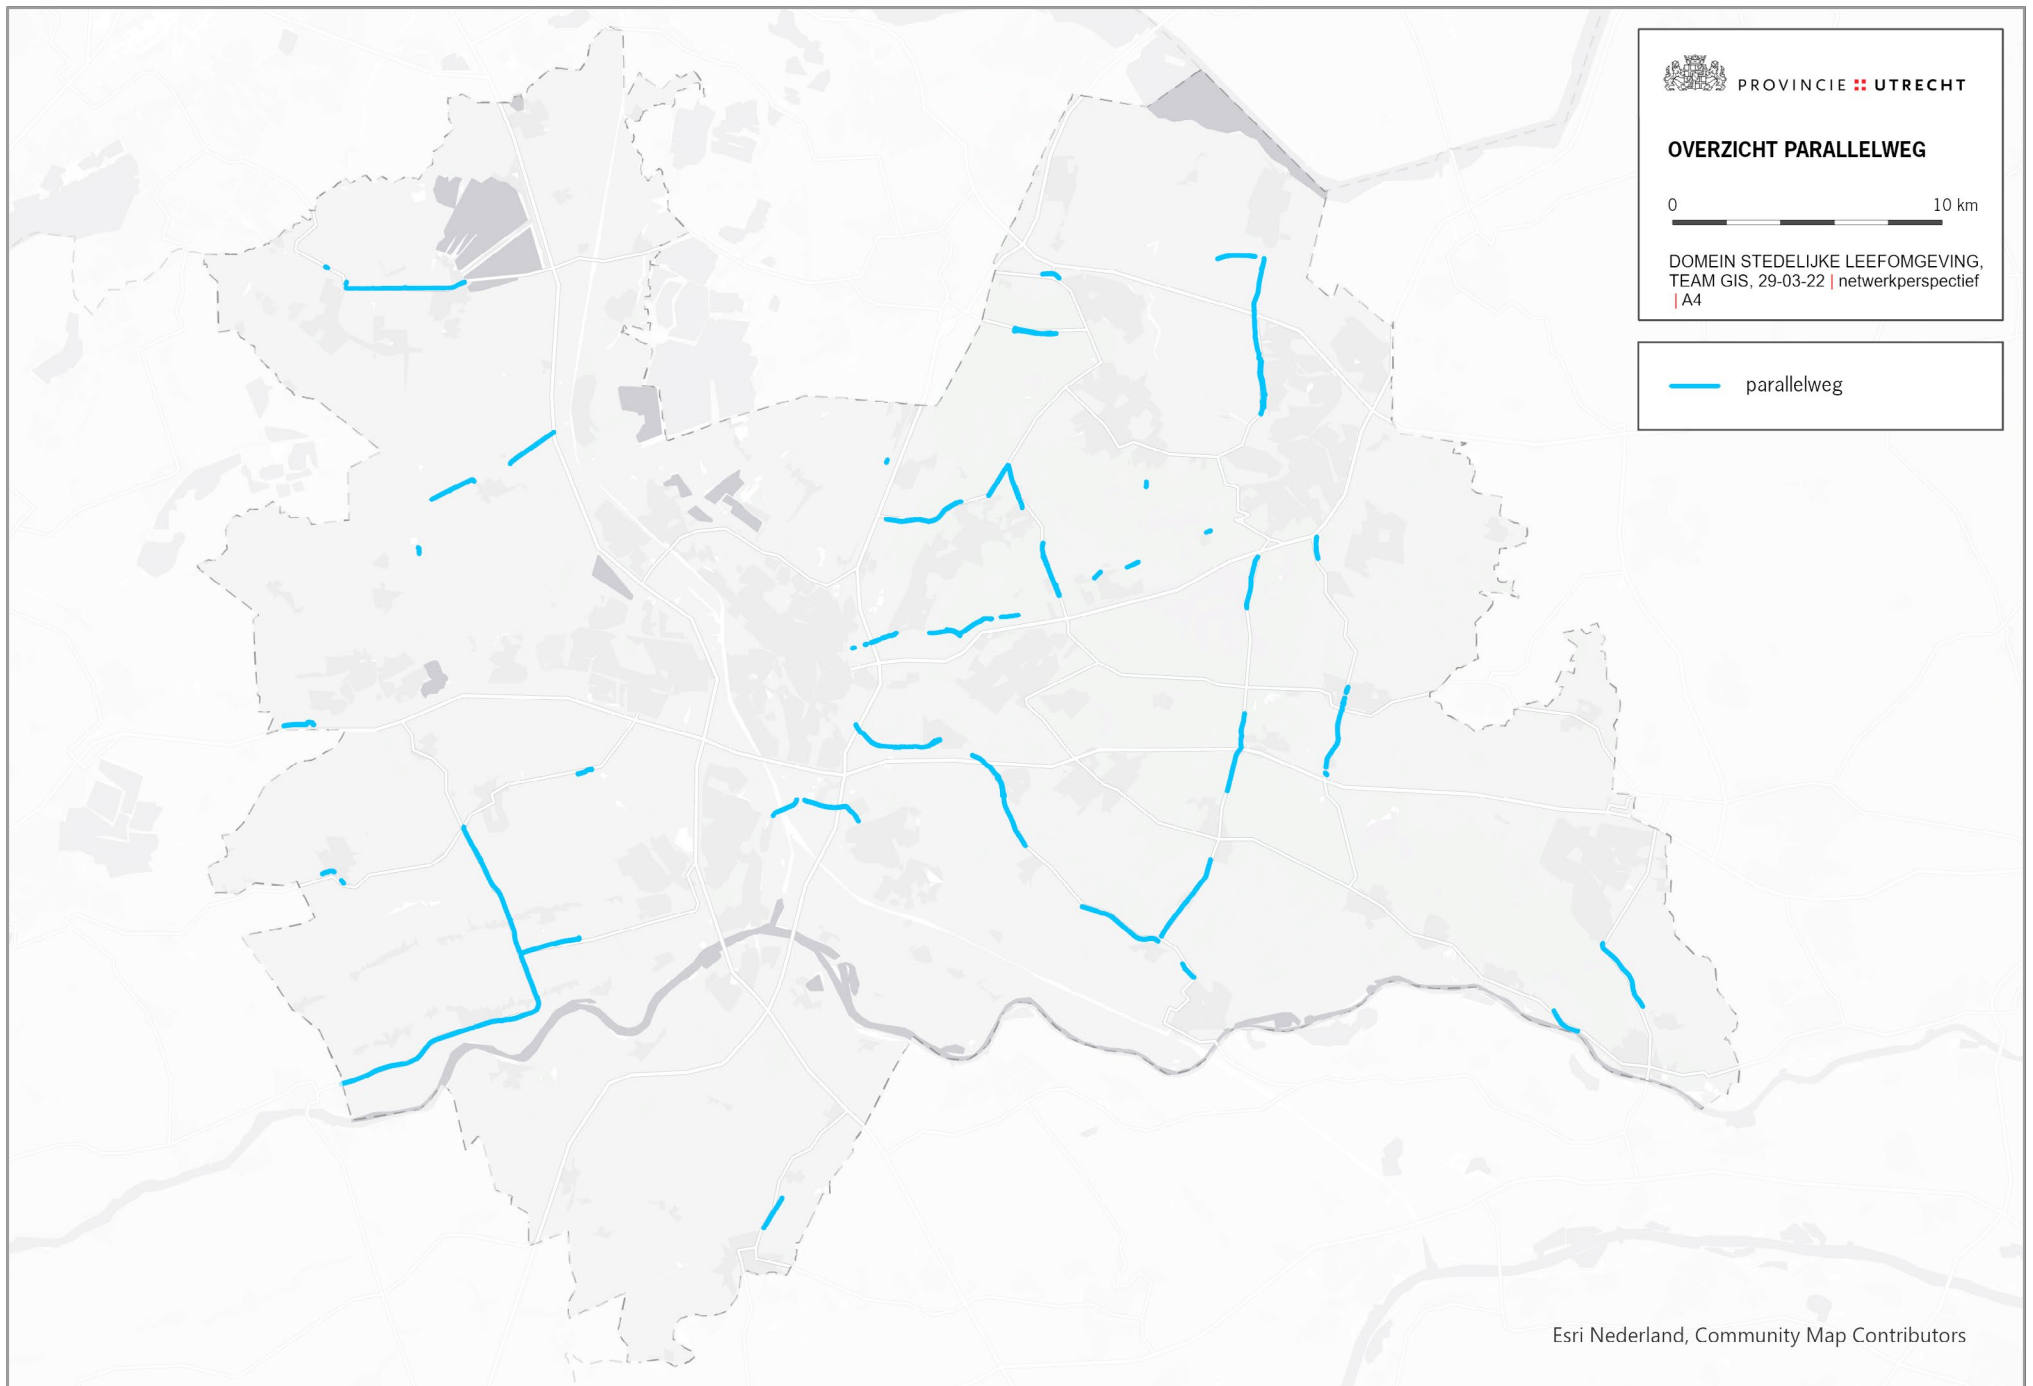 PROVINCIE UTRECHT
OVERZICHT PARALLELWEG
0 10 km
DOMEIN STEDELIJKE LEEFOMGEVING,
TEAM GIS, 29-03-22 | netwerkperspectief
| A4
parallelweg
Esri Nederland, Community Map Contributors